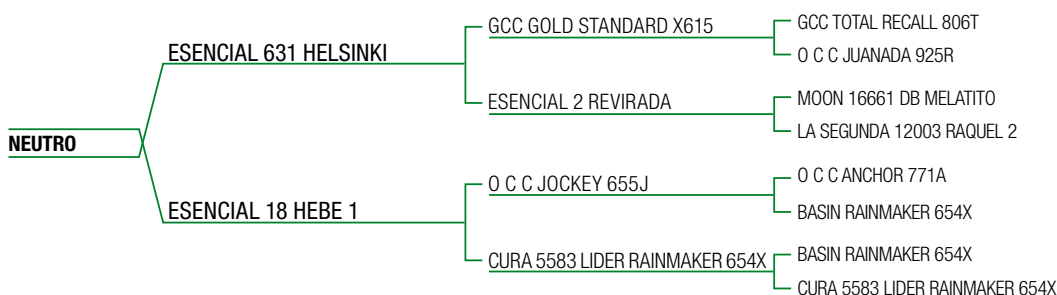 GCC GOLD STANDARD X615
GCC TOTAL RECALL 806T
O C C JUANADA 925R
ESENCIAL 631 HELSINKI
ESENCIAL 2 REVIRADA
MOON 16661 DB MELATITO
LA SEGUNDA 12003 RAQUEL 2
NEUTRO
O C C JOCKEY 655J
O C C ANCHOR 771A
BASIN RAINMAKER 654X
ESENCIAL 18 HEBE 1
CURA 5583 LIDER RAINMAKER 654X
BASIN RAINMAKER 654X
CURA 5583 LIDER RAINMAKER 654X